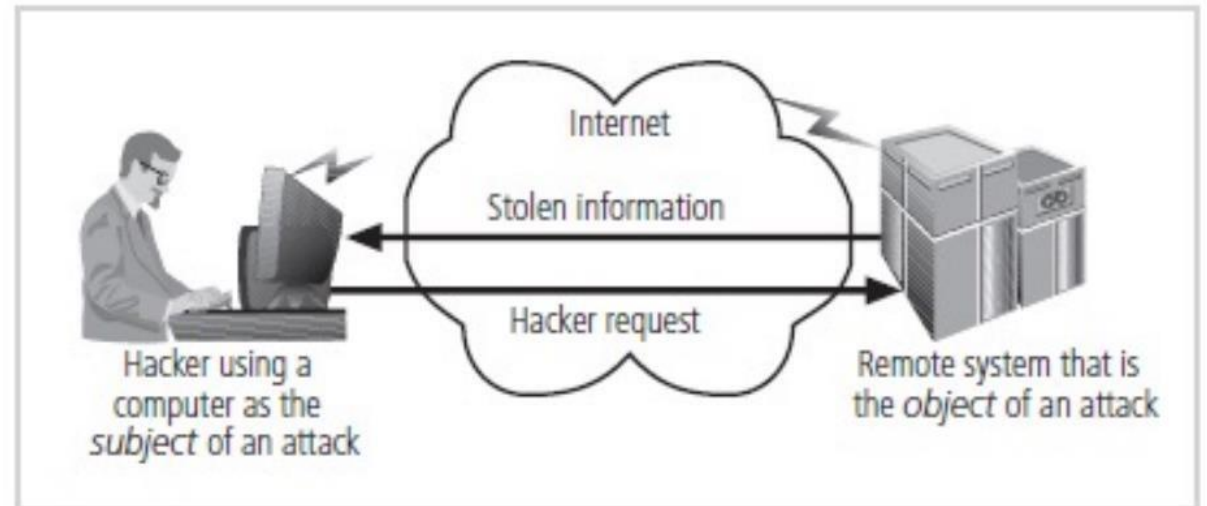 Internet
Stolen information
Hacker request
Hacker using a
computer as the
subject of an attack
Remote system that is
the object of an attack